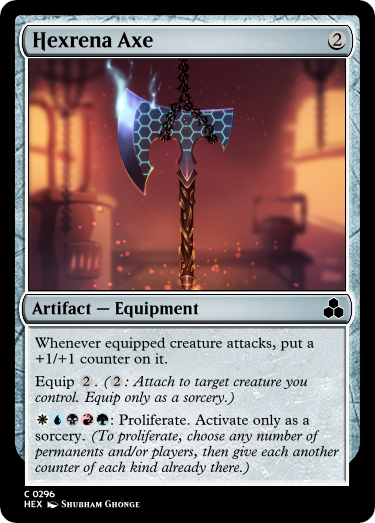 Hexrena Axe 2
Artifact — Equipment
Whenever equipped creature attacks, put a
+1/+1 counter on it.
Equip 2. (2: Attach to target creature you
control. Equip only as a sorcery.)
: Proliferate. Activate only as a
sorcery. (To proliferate, choose any number of
permanents and/or players, then give each another
counter of each kind already there.)
C 0296
HEX Shubham Ghonge